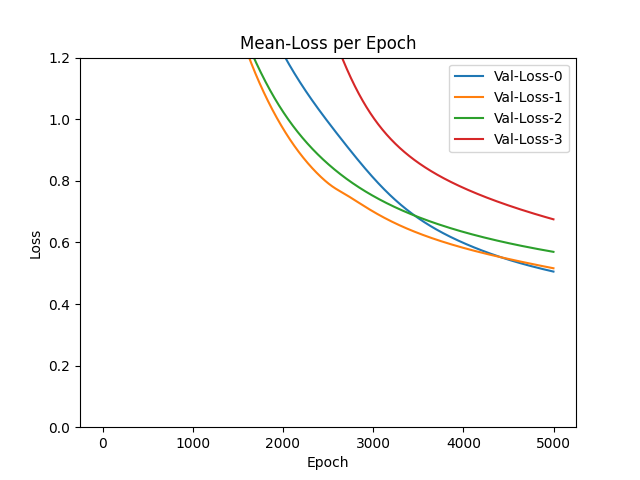 Mean-Loss per Epoch
1.2
1.0
0.8
0.6
0.4
0.2
0.0
Loss
Val-Loss-0
Val-Loss-1
Val-Loss-2
Val-Loss-3
0 1000 2000 3000 4000 5000
Epoch